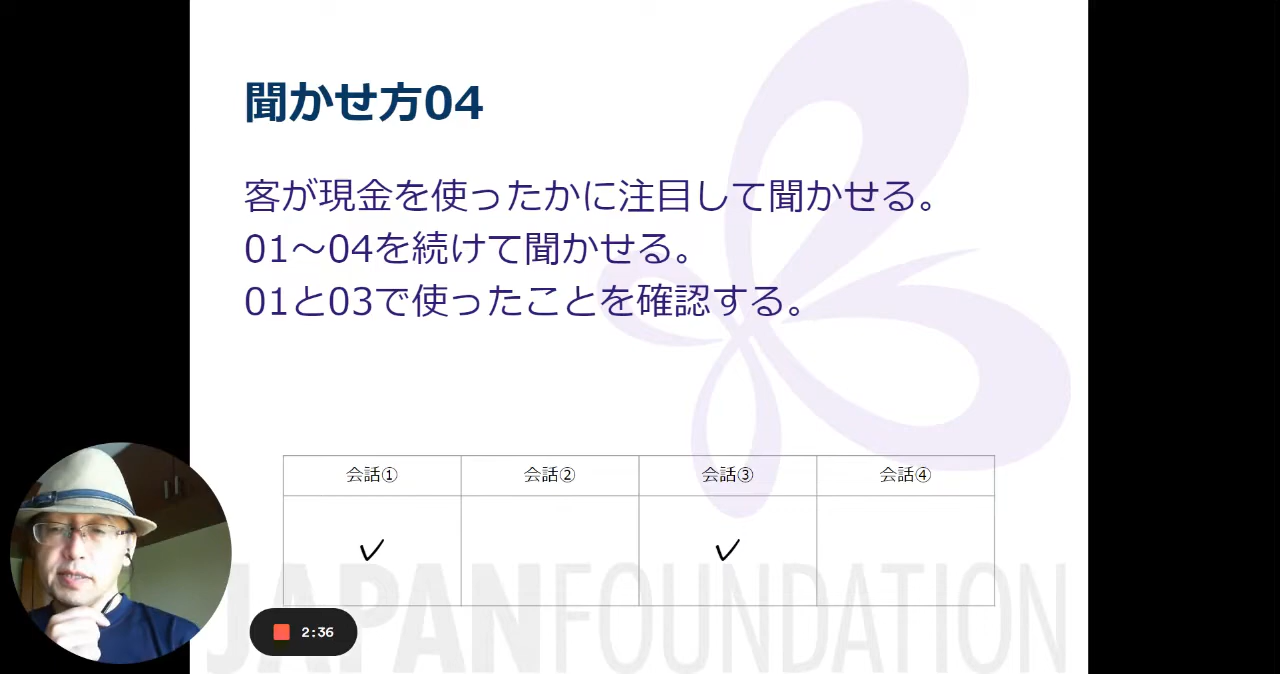 聞かせ方04
客が現金を使ったかに注目して聞かせる。
01～04を続けて聞かせる。
01と03で使ったことを確認する。
会話① 会話② 会話③ 会話④
✓ ✓
2:36
JAPANFOUNDATION